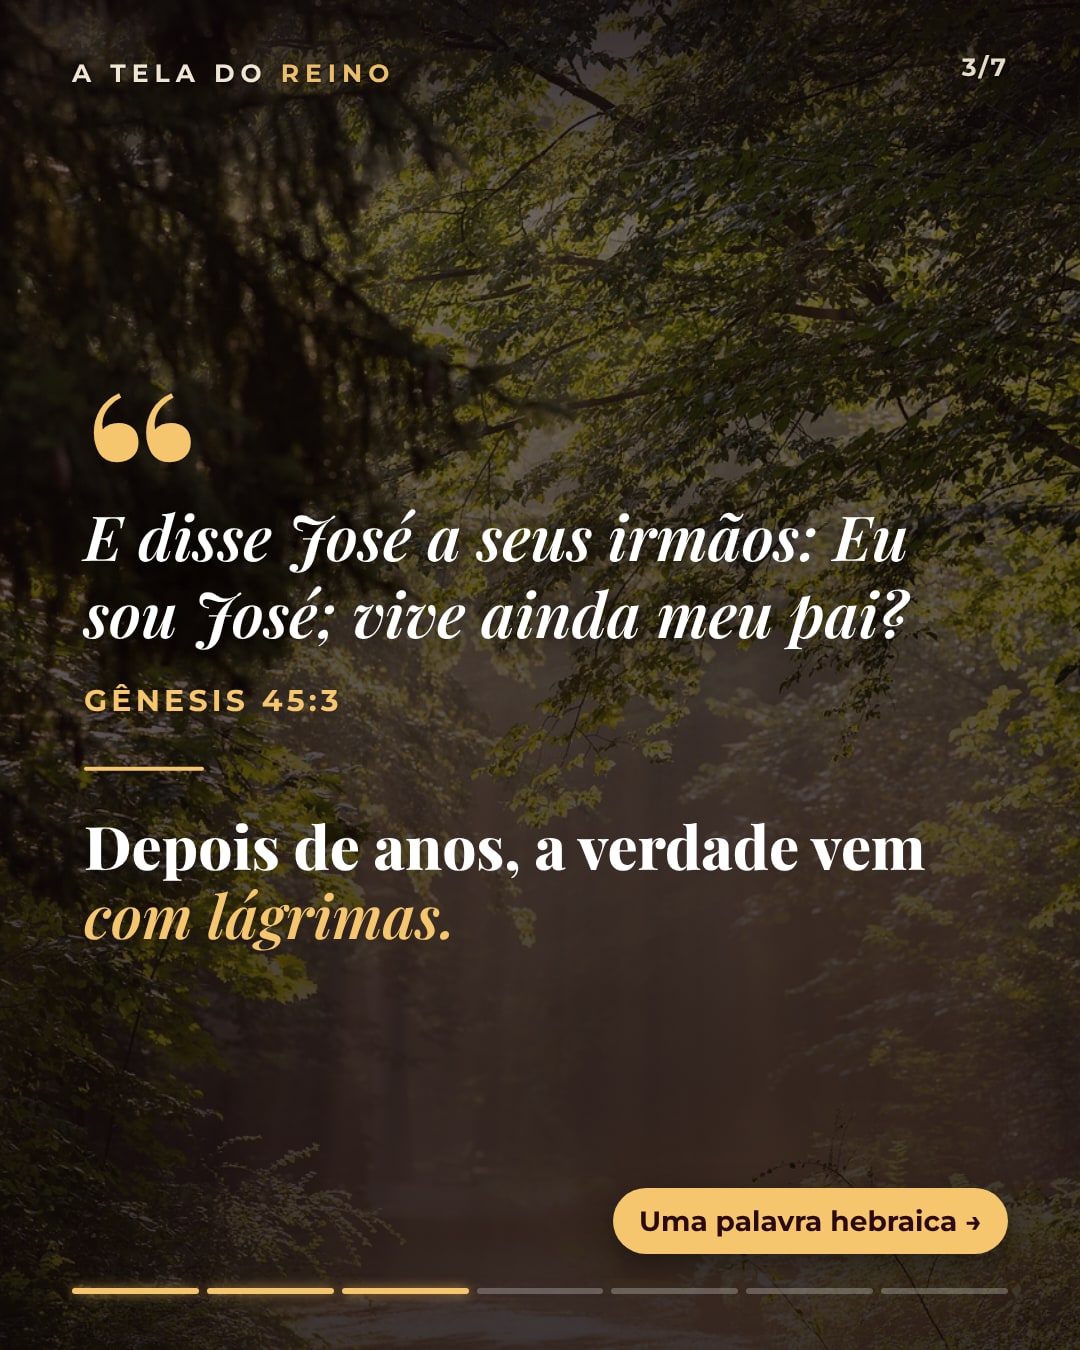 A TELA DO REINO
3/7
“
E disse José a seus irmãos: Eu
sou José; vive ainda meu pai?
GÊNESIS 45:3
Depois de anos, a verdade vem
com lágrimas.
Uma palavra hebraica →